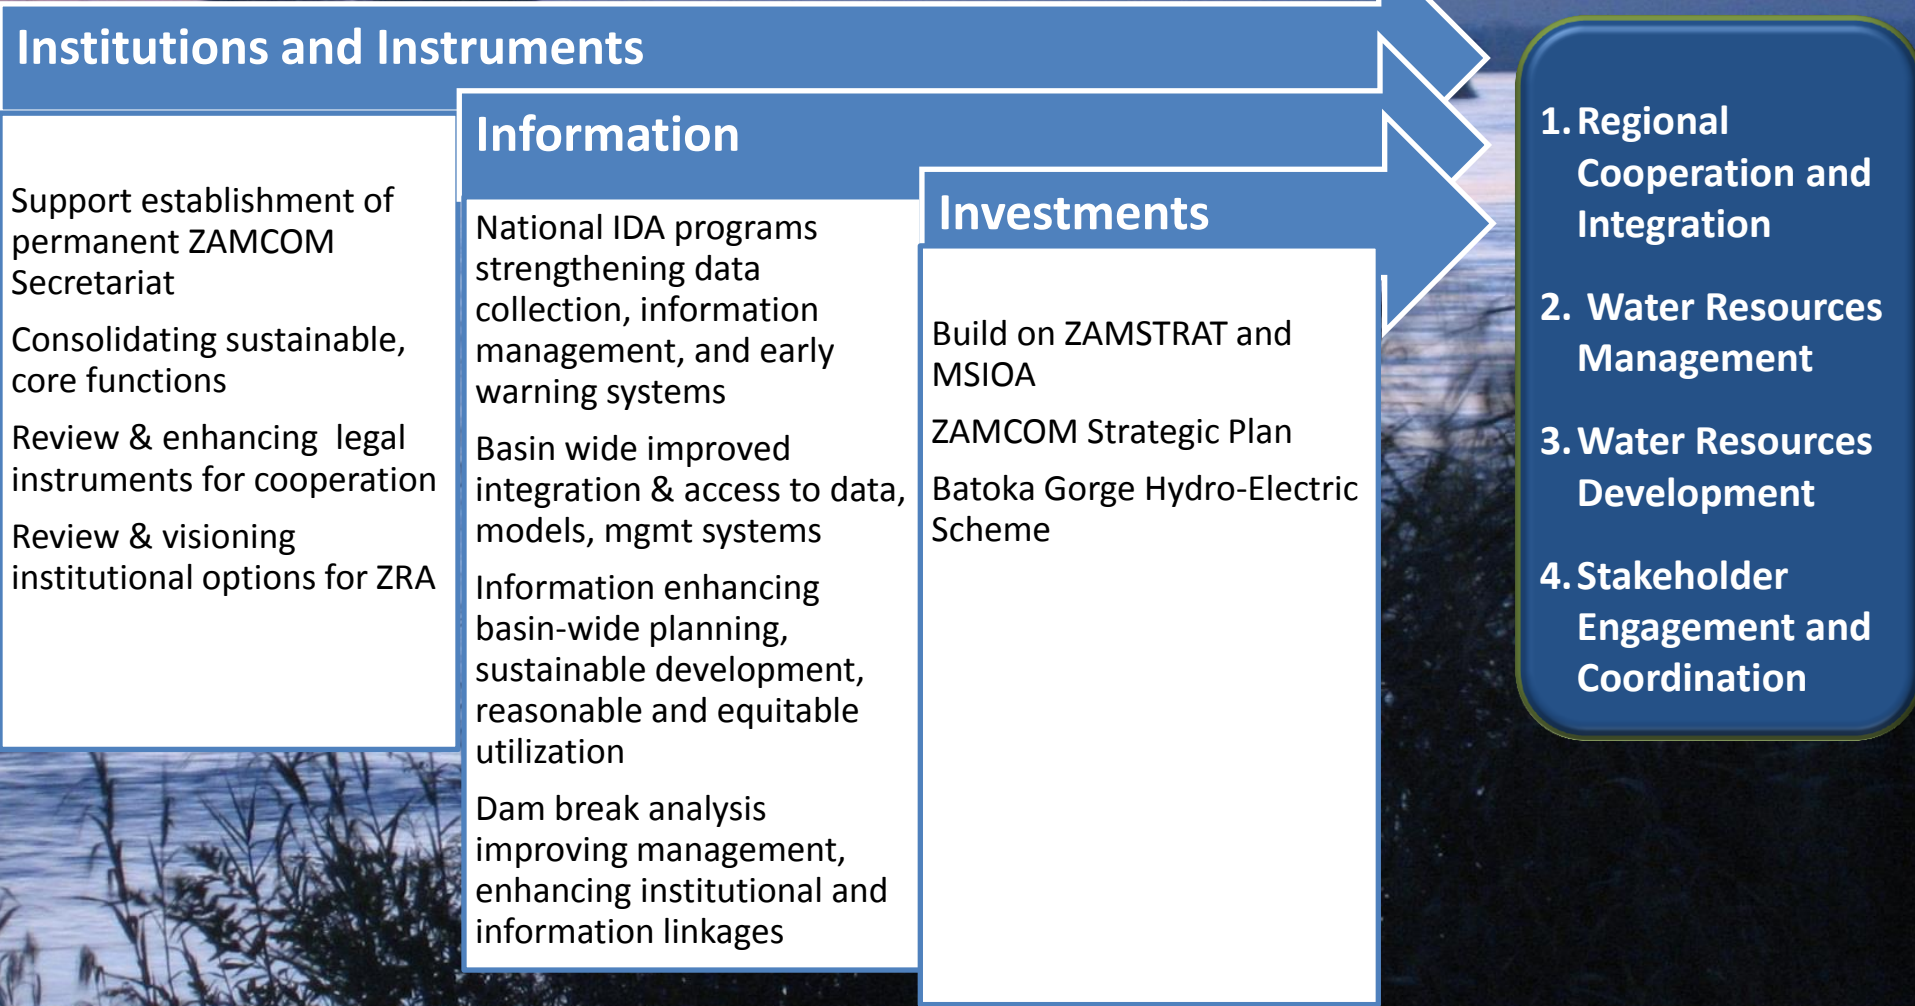 Institutions and Instruments
Support establishment of
permanent ZAMCOM
Secretariat
Consolidating sustainable,
core functions
Review & enhancing legal
instruments for cooperation
Review & visioning
institutional options for ZRA
Information
National IDA programs
strengthening data
collection, information
management, and early
warning systems
Basin wide improved
integration & access to data,
models, mgmt systems
Information enhancing
basin-wide planning,
sustainable development,
reasonable and equitable
utilization
Dam break analysis
improving management,
enhancing institutional and
information linkages
Investments
Build on ZAMSTRAT and
MSIOA
ZAMCOM Strategic Plan
Batoka Gorge Hydro-Electric
Scheme
1. Regional
Cooperation and
Integration
2. Water Resources
Management
3. Water Resources
Development
4. Stakeholder
Engagement and
Coordination